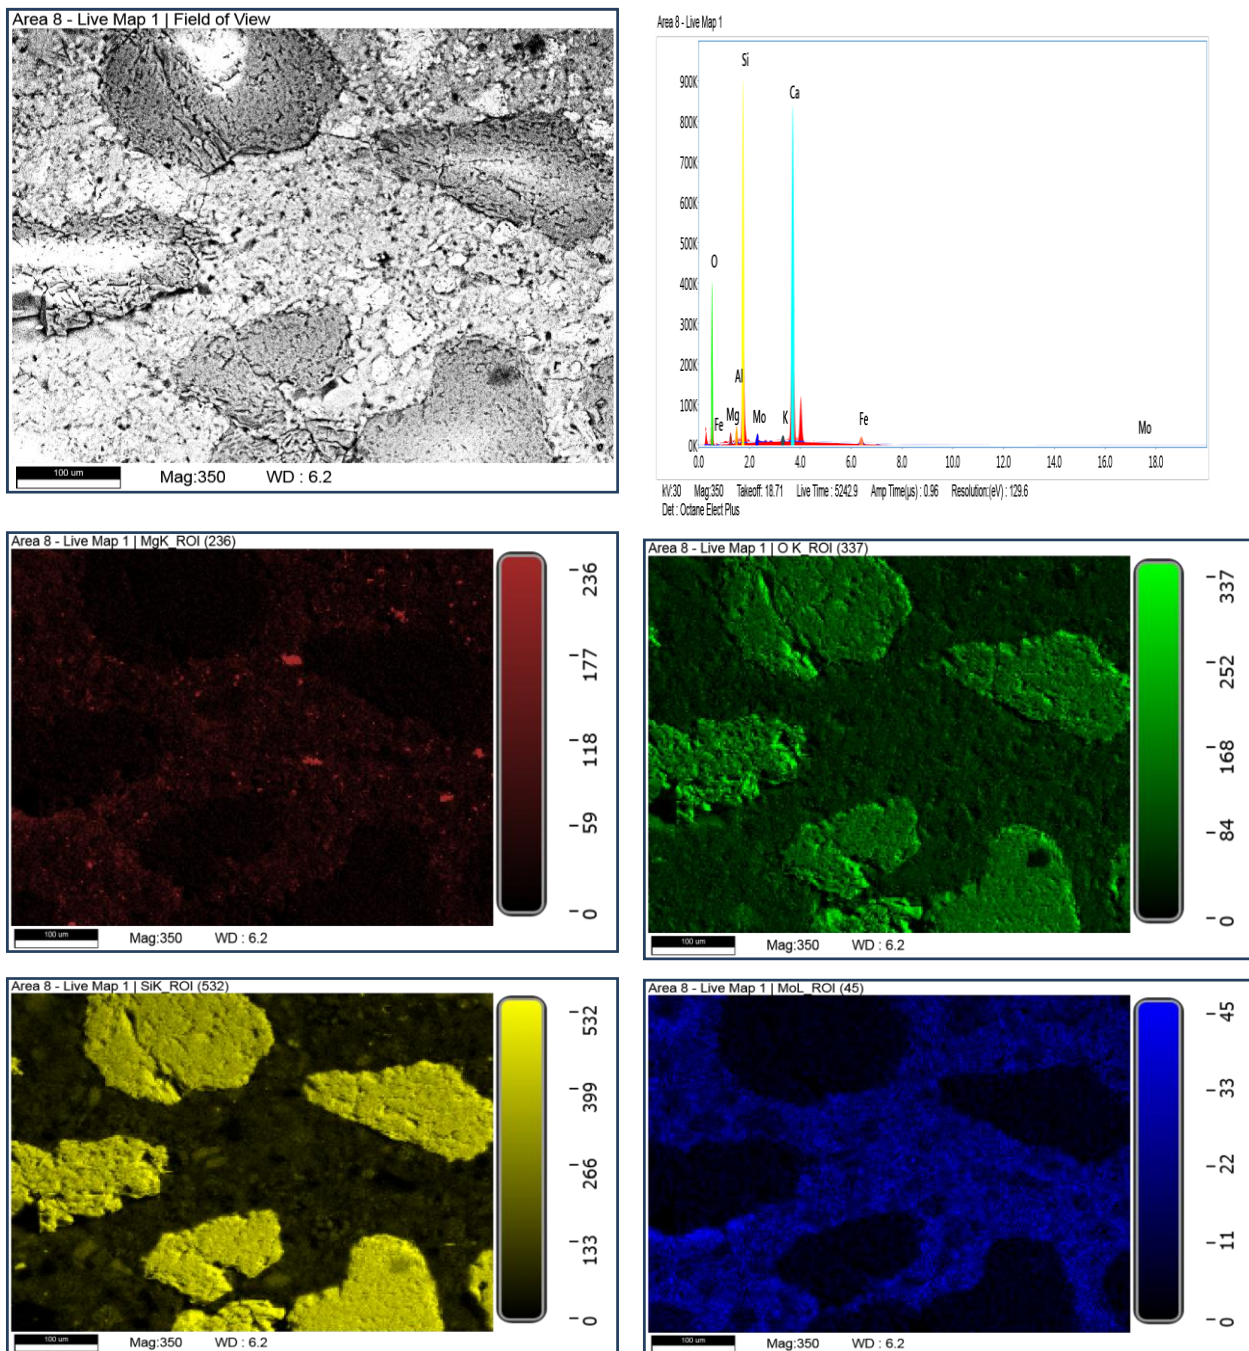 Area 8 - Live Map 1 | Field of View
100 um Mag:350 WD : 6.2
Area 8 - Live Map 1
Si
Ca
O
Al
Fe
Mg
Mo
K
Fe
Mo
900K
800K
700K
600K
500K
400K
300K
200K
100K
0K
0.0 2.0 4.0 6.0 8.0 10.0 12.0 14.0 16.0 18.0
kV:30 Mag:350 Takeoff: 18.71 Live Time : 5242.9 Amp Time(µs) : 0.96 Resolution:(eV) : 129.6
Det : Octane Elect Plus
Area 8 - Live Map 1 | MgK_ROI (236)
236
177
118
59
0
100 um Mag:350 WD : 6.2
Area 8 - Live Map 1 | O K_ROI (337)
337
252
168
84
0
100 um Mag:350 WD : 6.2
Area 8 - Live Map 1 | SiK_ROI (532)
532
399
266
133
0
100 um Mag:350 WD : 6.2
Area 8 - Live Map 1 | MoL_ROI (45)
45
33
22
11
0
100 um Mag:350 WD : 6.2